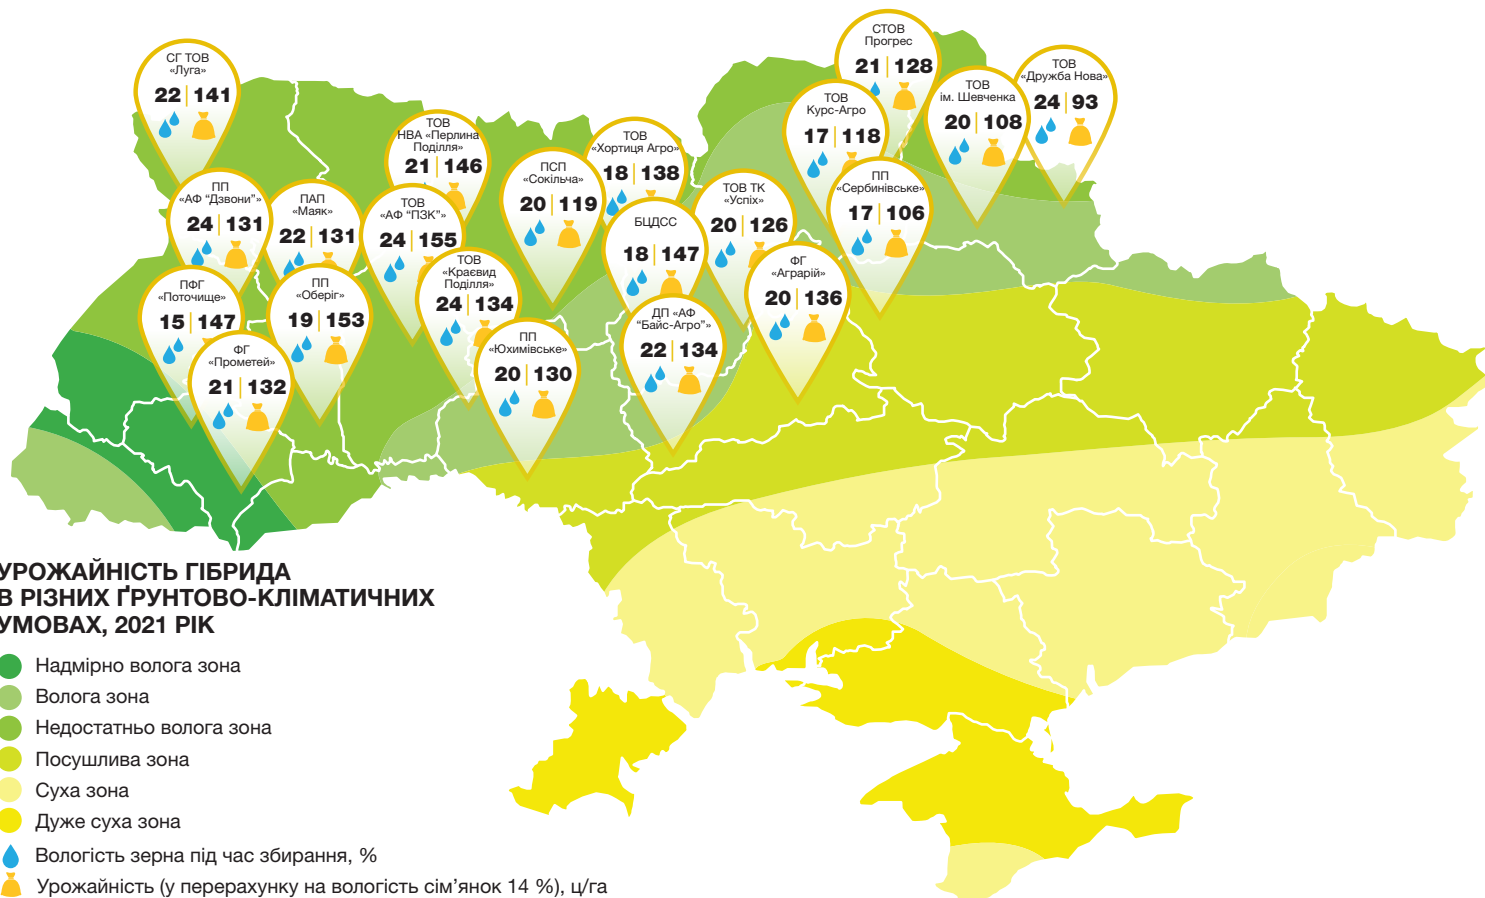 СГ ТОВ
«Луга»
22 | 141
СТОВ
Прогрес
21 | 128
ТОВ
«Дружба Нова»
24 | 93
ТОВ
ім. Шевченка
20 | 108
ТОВ
Курс-Агро
17 | 118
ТОВ
НВА «Перлина
Поділля»
21 | 146
ТОВ
«Хортиця Агро»
18 | 138
ПСП
«Сокільча»
20 | 119
ПП
«Сербинівське»
17 | 106
ТОВ ТК
«Успіх»
20 | 126
ПП
«АФ “Дзвони”»
24 | 131
ПАП
«Маяк»
22 | 131
ТОВ
«АФ “ПЗК”»
24 | 155
БЦДСС
18 | 147
ФГ
«Аграрій»
20 | 136
ТОВ
«Краєвид
Поділля»
24 | 134
ПФГ
«Поточище»
15 | 147
ПП
«Оберіг»
19 | 153
ДП «АФ
“Байс-Агро”»
22 | 134
ПП
«Юхимівське»
20 | 130
ФГ
«Прометей»
21 | 132
УРОЖАЙНІСТЬ ГІБРИДА
В РІЗНИХ ҐРУНТОВО-КЛІМАТИЧНИХ
УМОВАХ, 2021 РІК
Надмірно волога зона
Волога зона
Недостатньо волога зона
Посушлива зона
Суха зона
Дуже суха зона
Вологість зерна під час збирання, %
Урожайність (у перерахунку на вологість сім’янок 14 %), ц/га